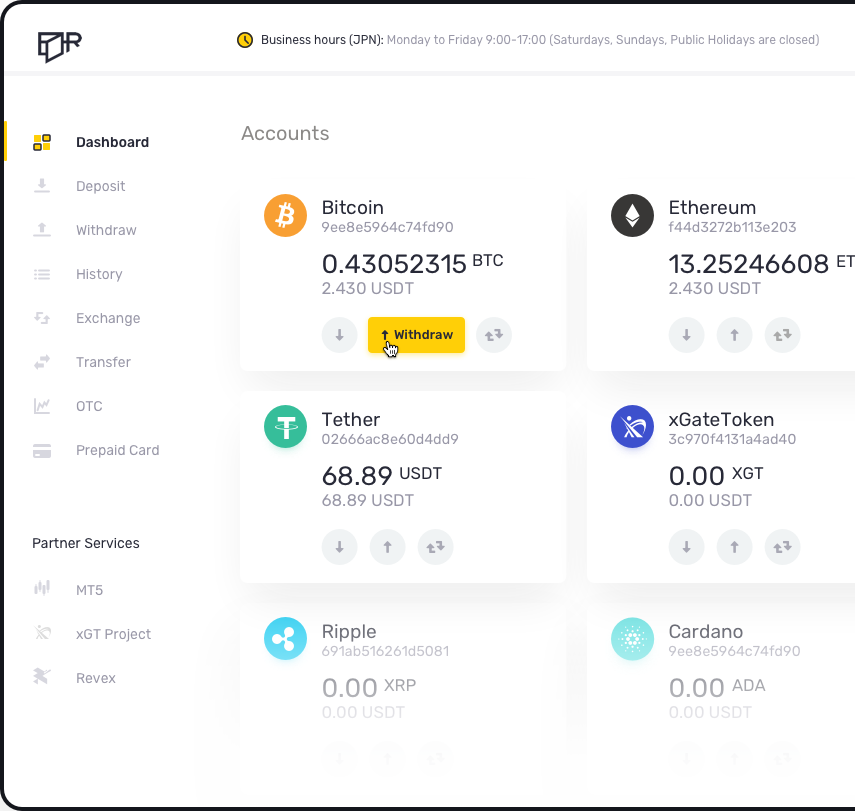 Business hours (JPN): Monday to Friday 9:00-17:00 (Saturdays, Sundays, Public Holidays are closed)
Dashboard
Deposit
Withdraw
History
Exchange
Transfer
OTC
Prepaid Card
Partner Services
MT5
xGT Project
Revex
Accounts
Bitcoin
9ee8e5964c74fd90
0.43052315 BTC
2.430 USDT
Withdraw
Ethereum
f44d3272b113e203
13.25246608 ET
2.430 USDT
Tether
02666ac8e60d4dd9
68.89 USDT
68.89 USDT
xGateToken
3c970f4131a4ad40
0.00 XGT
0.00 USDT
Ripple
691ab516261d5081
0.00 XRP
0.00 USDT
Cardano
9ee8e5964c74fd90
0.00 ADA
0.00 USDT